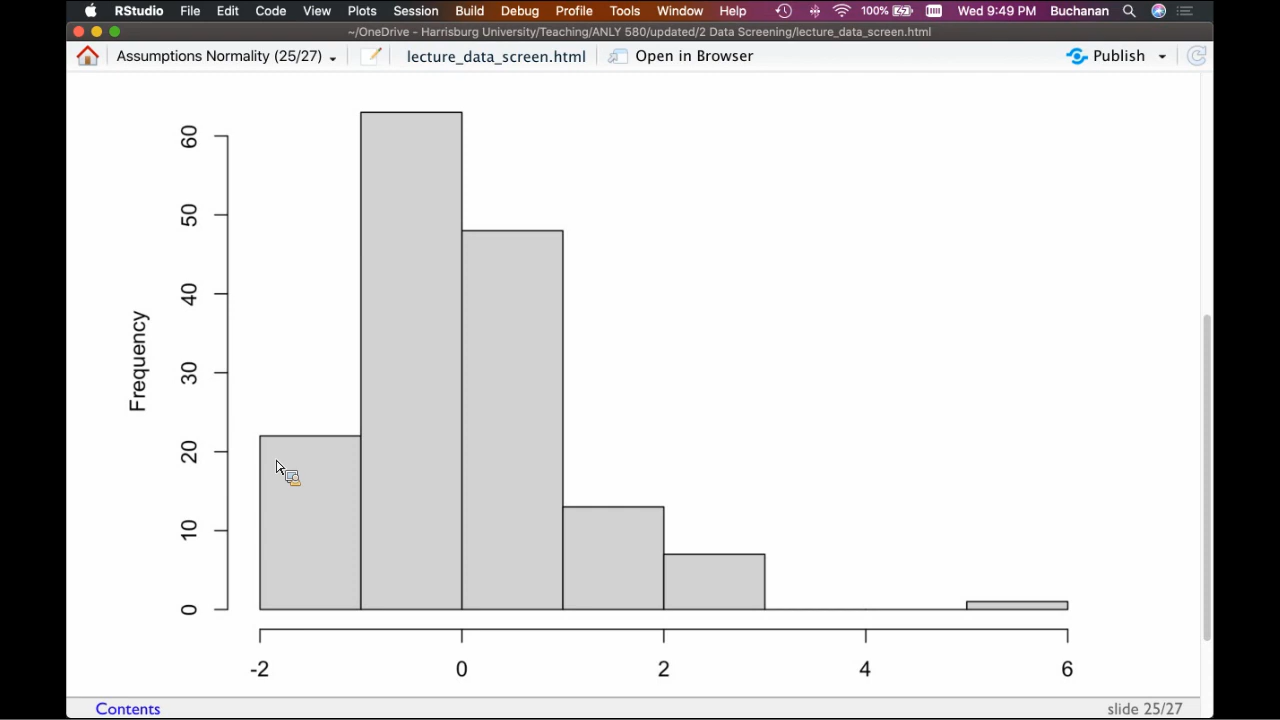 RStudio File Edit Code View Plots Session Build Debug Profile Tools Window Help 100% Wed 9:49 PM Buchanan
~/OneDrive - Harrisburg University/Teaching/ANLY 580/updated/2 Data Screening/lecture_data_screen.html
Assumptions Normality (25/27) lecture_data_screen.html Open in Browser Publish
60
50
40
30
20
10
0
Frequency
-2 0 2 4 6
Contents slide 25/27